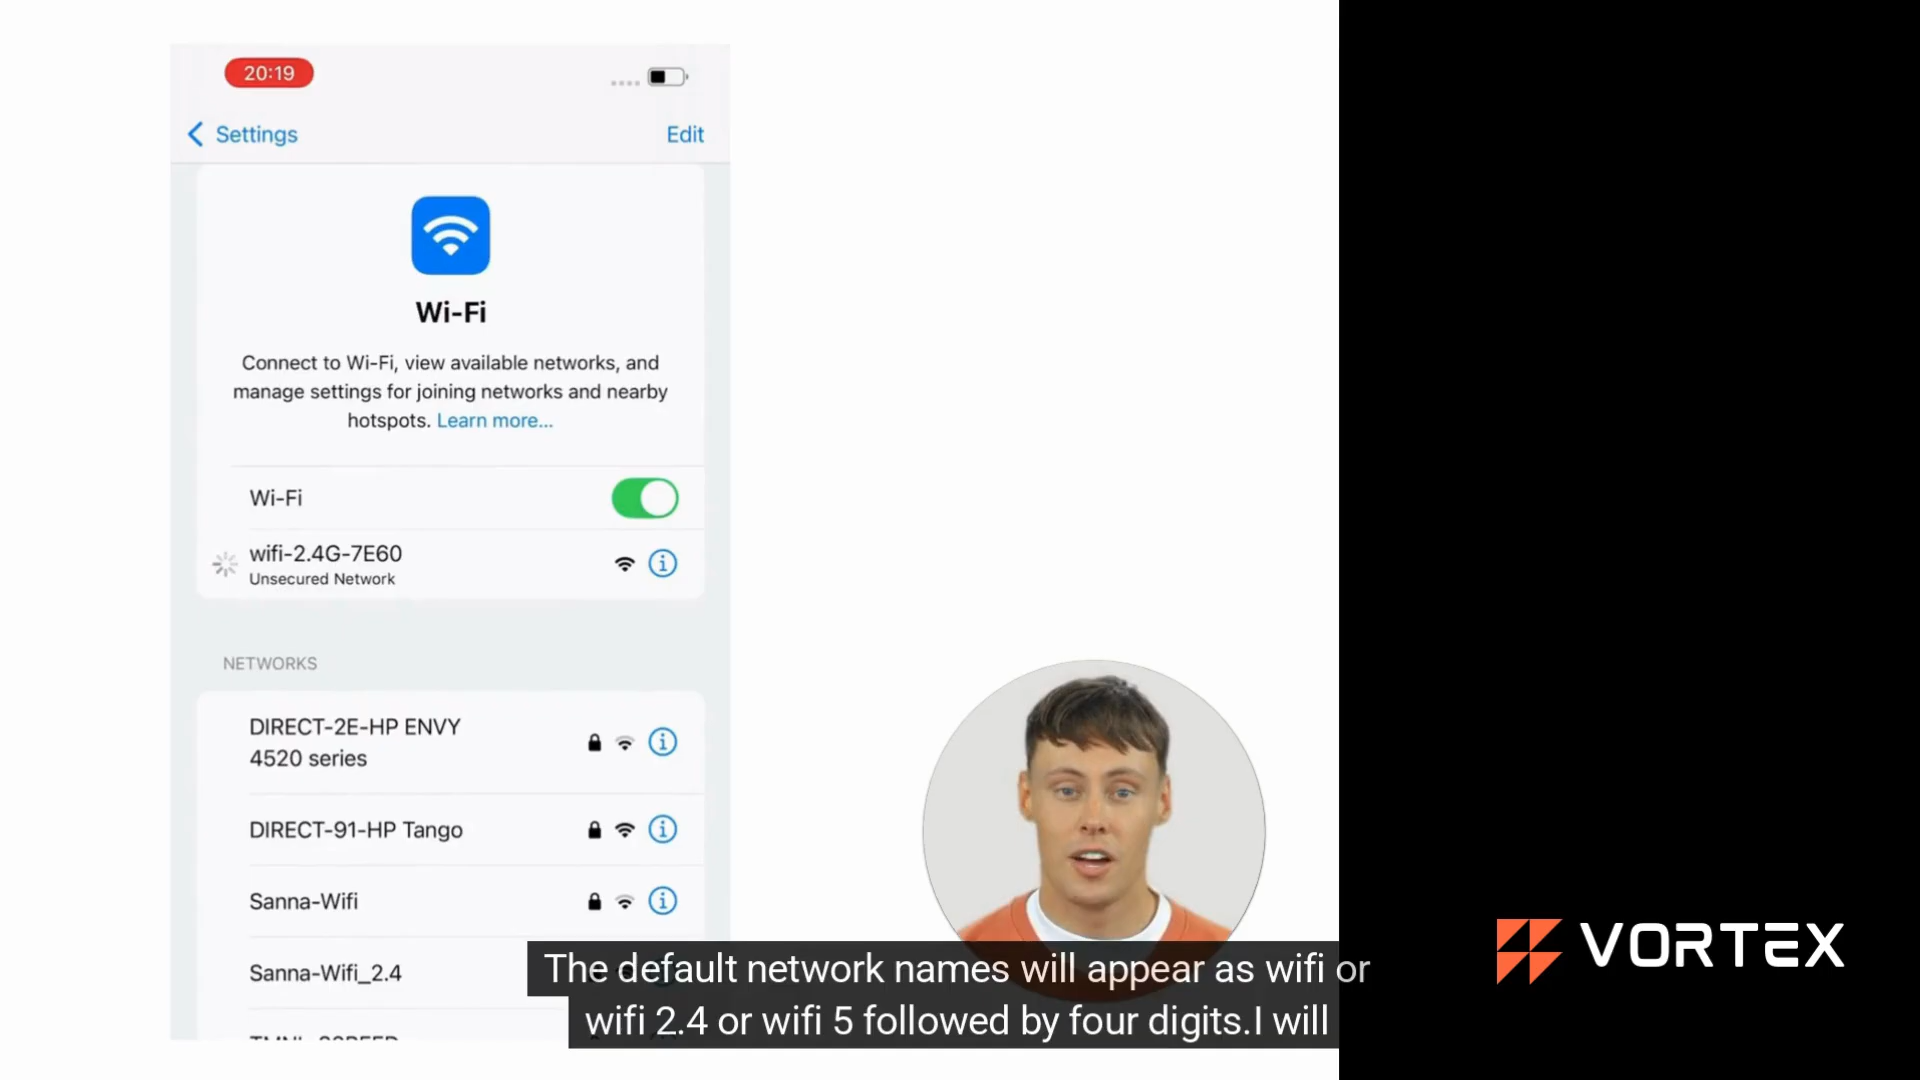 20:19
Settings
Edit
Wi-Fi
Connect to Wi-Fi, view available networks, and
manage settings for joining networks and nearby
hotspots. Learn more...
Wi-Fi
wifi-2.4G-7E60
Unsecured Network
NETWORKS
DIRECT-2E-HP ENVY
4520 series
DIRECT-91-HP Tango
Sanna-Wifi
Sanna-Wifi_2.4
The default network names will appear as wifi or
wifi 2.4 or wifi 5 followed by four digits.I will
VORTEX